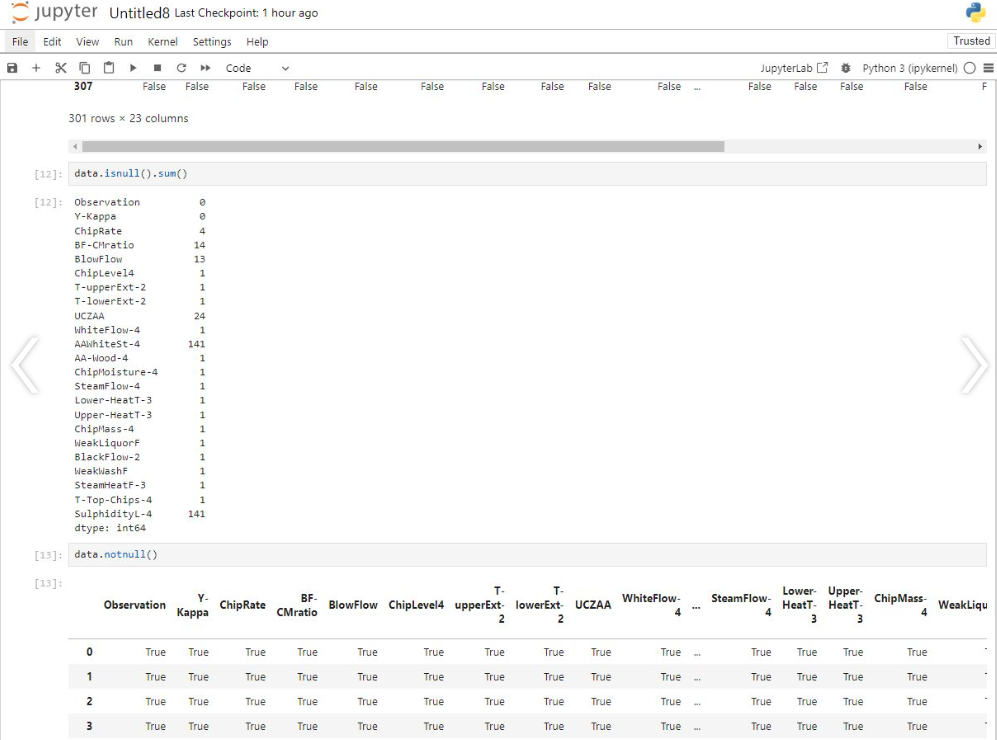 jupyter Untitled8 Last Checkpoint: 1 hour ago
File Edit View Run Kernel Settings Help Trusted
Code JupyterLab Python 3 (ipykernel)
307 False False False False False False False False False False ... False False False False F
301 rows × 23 columns
[12]: data.isnull().sum()
[12]: Observation 0
Y-Kappa 0
ChipRate 4
BF-CMratio 14
BlowFlow 13
ChipLevel4 1
T-upperExt-2 1
T-lowerExt-2 1
UCZAA 24
WhiteFlow-4 1
AAWhiteSt-4 141
AA-Wood-4 1
ChipMoisture-4 1
SteamFlow-4 1
Lower-HeatT-3 1
Upper-HeatT-3 1
ChipMass-4 1
WeakLiquorF 1
BlackFlow-2 1
WeakWashF 1
SteamHeatF-3 1
T-Top-Chips-4 1
SulphidityL-4 141
dtype: int64
[13]: data.notnull()
[13]:
Observation Y-Kappa ChipRate BF-CMratio BlowFlow ChipLevel4 T-upperExt-2 T-lowerExt-2 UCZAA WhiteFlow-4 ... SteamFlow-4 Lower-HeatT-3 Upper-HeatT-3 ChipMass-4 WeakLiqu
0 True True True True True True True True True True ... True True True True
1 True True True True True True True True True True ... True True True True
2 True True True True True True True True True True ... True True True True
3 True True True True True True True True True True ... True True True True